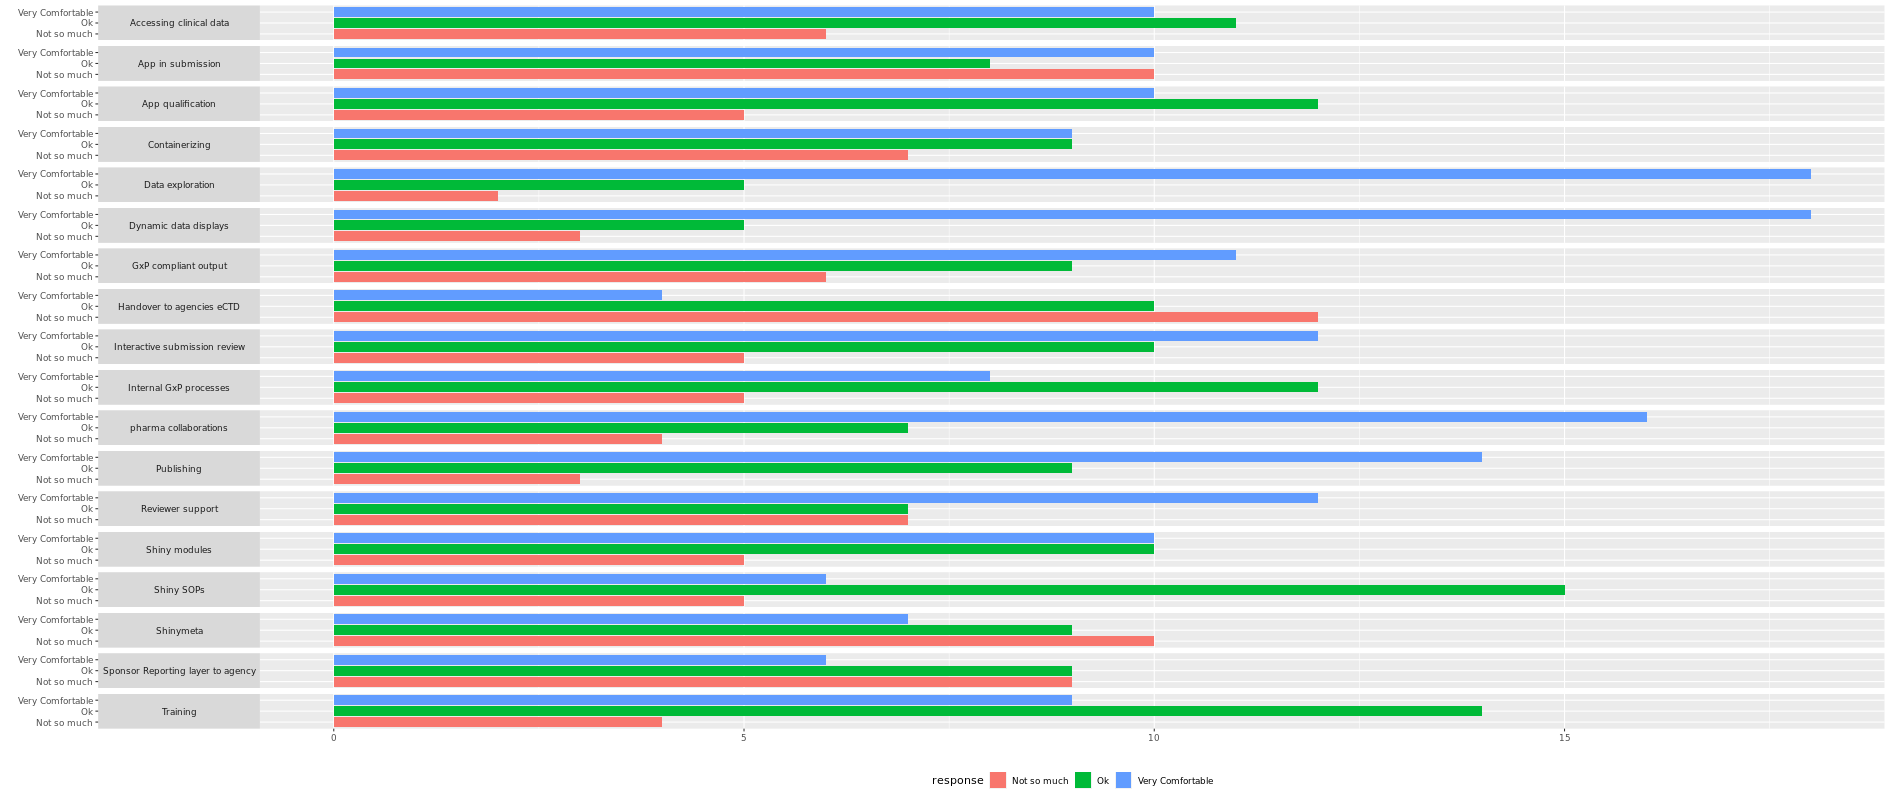 Very Comfortable
Ok
Not so much
Accessing clinical data
Very Comfortable
Ok
Not so much
App in submission
Very Comfortable
Ok
Not so much
App qualification
Very Comfortable
Ok
Not so much
Containerizing
Very Comfortable
Ok
Not so much
Data exploration
Very Comfortable
Ok
Not so much
Dynamic data displays
Very Comfortable
Ok
Not so much
GxP compliant output
Very Comfortable
Ok
Not so much
Handover to agencies eCTD
Very Comfortable
Ok
Not so much
Interactive submission review
Very Comfortable
Ok
Not so much
Internal GxP processes
Very Comfortable
Ok
Not so much
pharma collaborations
Very Comfortable
Ok
Not so much
Publishing
Very Comfortable
Ok
Not so much
Reviewer support
Very Comfortable
Ok
Not so much
Shiny modules
Very Comfortable
Ok
Not so much
Shiny SOPs
Very Comfortable
Ok
Not so much
Shinymeta
Very Comfortable
Ok
Not so much
Sponsor Reporting layer to agency
Very Comfortable
Ok
Not so much
Training
0 5 10 15
response Not so much Ok Very Comfortable